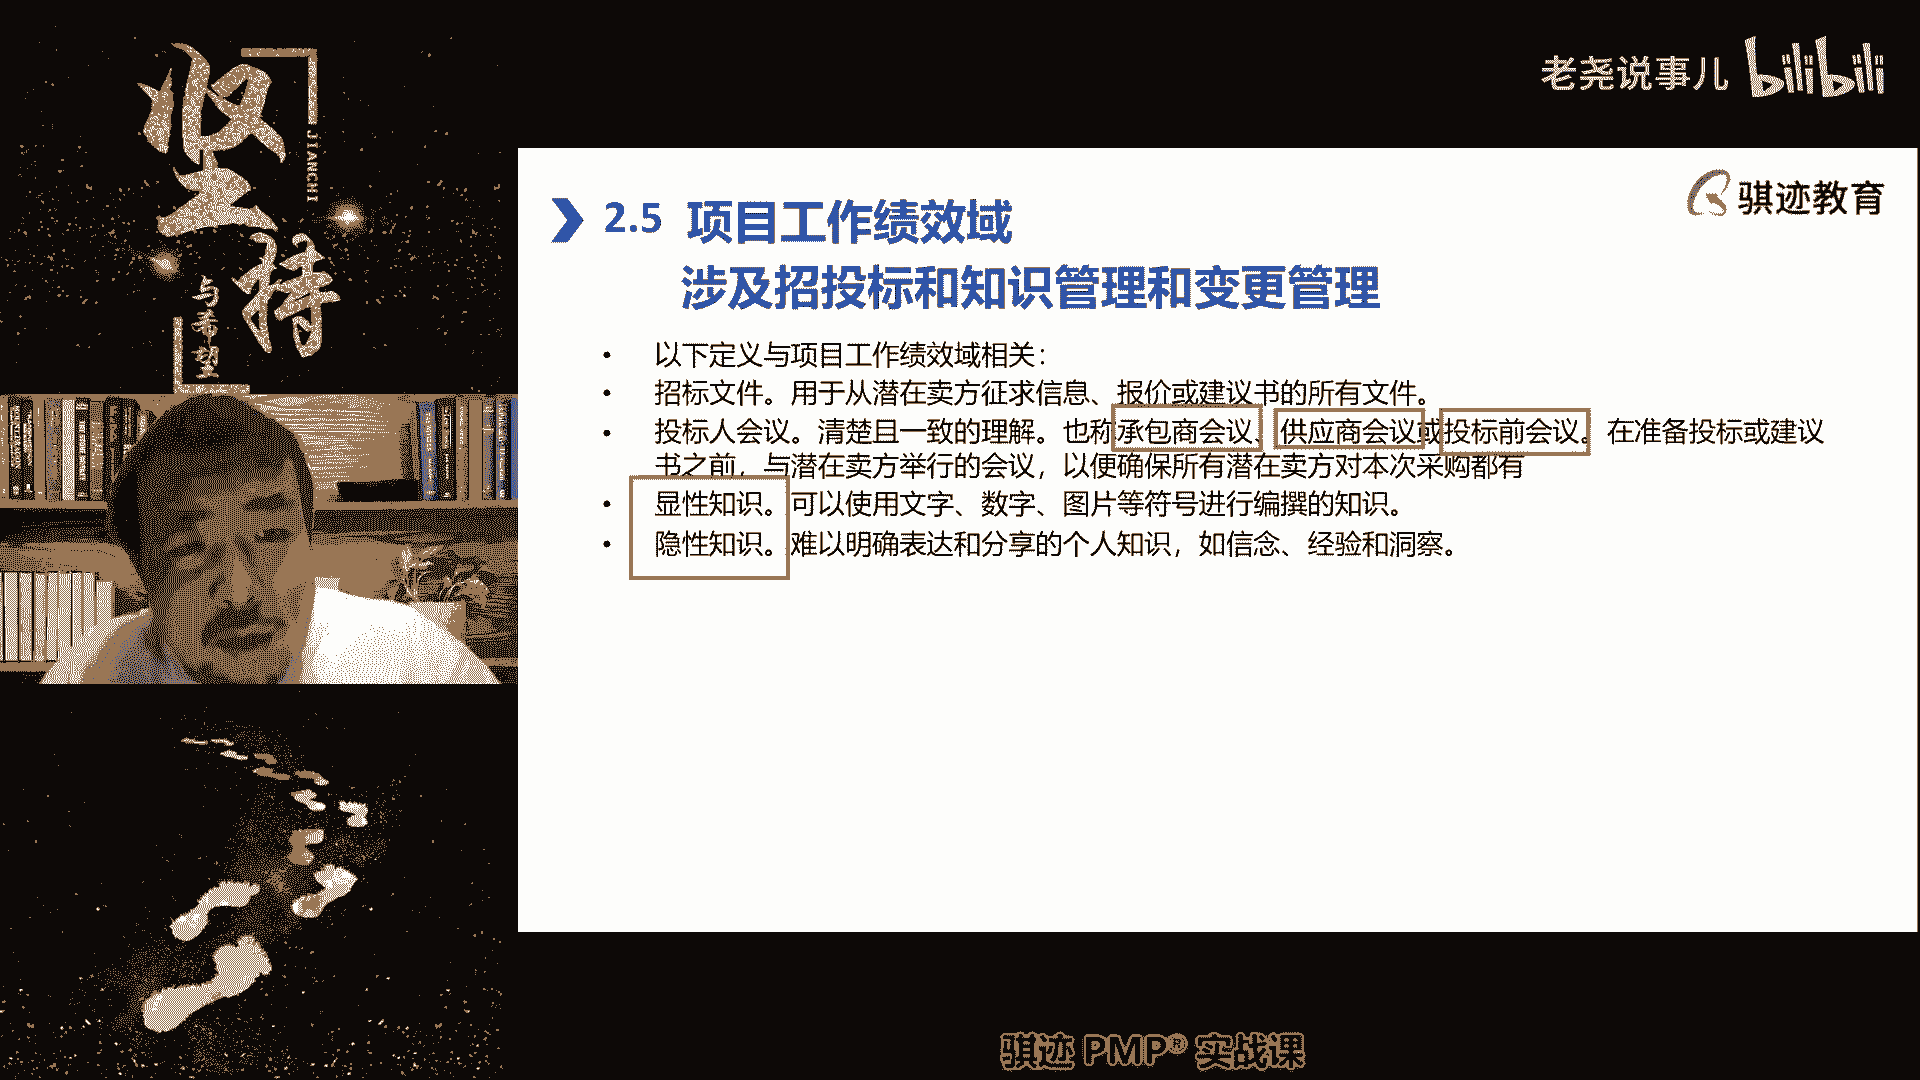 坚持
JIANCHI
与希望
老尧说事儿 bilibili
骐迹教育
2.5 项目工作绩效域
涉及招投标和知识管理和变更管理
• 以下定义与项目工作绩效域相关：
• 招标文件。用于从潜在卖方征求信息、报价或建议书的所有文件。
• 投标人会议。清楚且一致的理解。也称承包商会议、供应商会议或投标前会议。在准备投标或建议
书之前，与潜在卖方举行的会议，以便确保所有潜在卖方对本次采购都有
• 显性知识。可以使用文字、数字、图片等符号进行编撰的知识。
• 隐性知识。难以明确表达和分享的个人知识，如信念、经验和洞察。
骐迹 PMP® 实战课